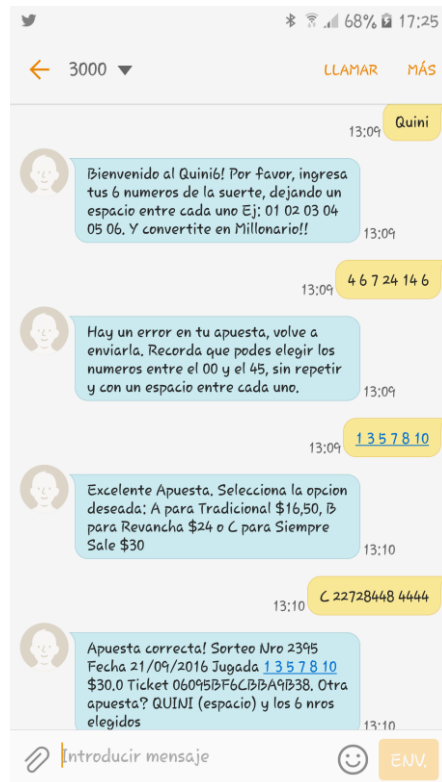 68% 17:25
3000 LLAMAR MÁS
Quini
13:09
Bienvenido al Quini6! Por favor, ingresa
tus 6 numeros de la suerte, dejando un
espacio entre cada uno Ej: 01 02 03 04
05 06. Y convertite en Millonario!!
13:09
4 6 7 24 14 6
13:09
Hay un error en tu apuesta, volve a
enviarla. Recorda que podes elegir los
numeros entre el 00 y el 45, sin repetir
y con un espacio entre cada uno.
13:09
1 3 5 7 8 10
13:09
Excelente Apuesta. Selecciona la opcion
deseada: A para Tradicional $16,50, B
para Revancha $24 o C para Siempre
Sale $30
13:10
C 22728448 4444
13:10
Apuesta correcta! Sorteo Nro 2395
Fecha 21/09/2016 Jugada 1 3 5 7 8 10
$30.0 Ticket 06095BF6CBBA9B38. Otra
apuesta? QUINI (espacio) y los 6 nros
elegidos
13:10
Introducir mensaje
ENV.